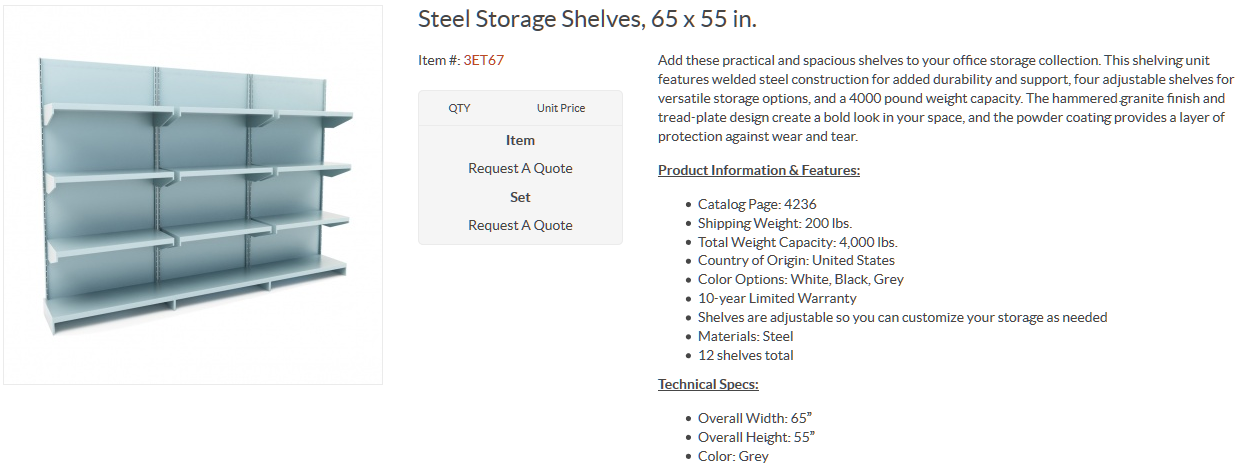 Steel Storage Shelves, 65 x 55 in.
Item #: 3ET67
QTY Unit Price
Item
Request A Quote
Set
Request A Quote
Add these practical and spacious shelves to your office storage collection. This shelving unit
features welded steel construction for added durability and support, four adjustable shelves for
versatile storage options, and a 4000 pound weight capacity. The hammered granite finish and
tread-plate design create a bold look in your space, and the powder coating provides a layer of
protection against wear and tear.
Product Information & Features:
• Catalog Page: 4236
• Shipping Weight: 200 lbs.
• Total Weight Capacity: 4,000 lbs.
• Country of Origin: United States
• Color Options: White, Black, Grey
• 10-year Limited Warranty
• Shelves are adjustable so you can customize your storage as needed
• Materials: Steel
• 12 shelves total
Technical Specs:
• Overall Width: 65”
• Overall Height: 55”
• Color: Grey